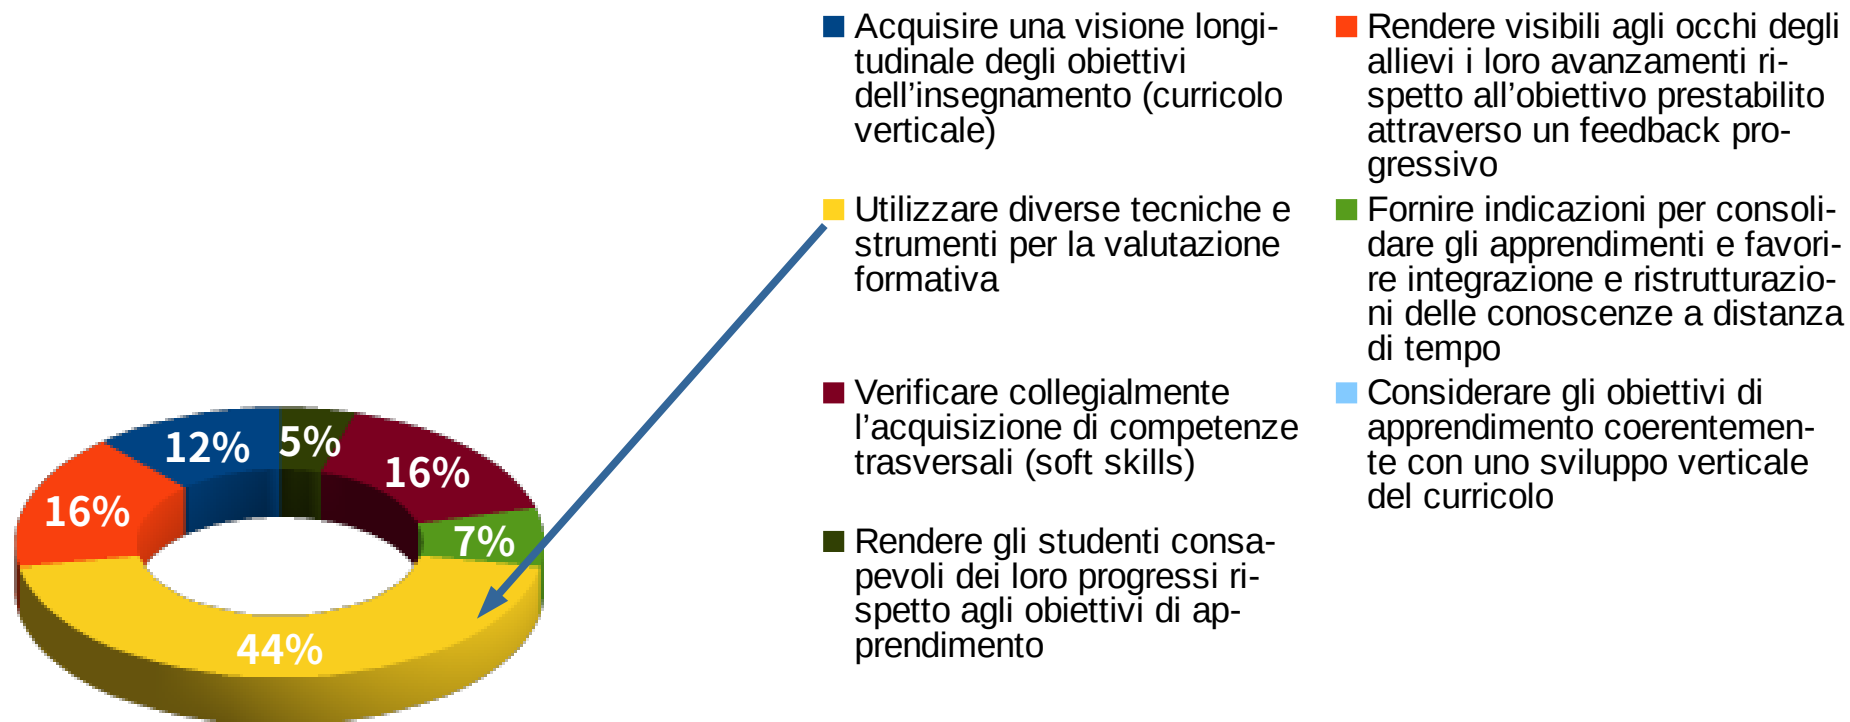 Acquisire una visione longi-
tudinale degli obiettivi
dell’insegnamento (curricolo
verticale)
Rendere visibili agli occhi degli
allievi i loro avanzamenti ri-
spetto all’obiettivo prestabilito
attraverso un feedback pro-
gressivo
Utilizzare diverse tecniche e
strumenti per la valutazione
formativa
Fornire indicazioni per consoli-
dare gli apprendimenti e favori-
re integrazione e ristrutturazio-
ni delle conoscenze a distanza
di tempo
Verificare collegialmente
l’acquisizione di competenze
trasversali (soft skills)
Considerare gli obiettivi di
apprendimento coerentemen-
te con uno sviluppo verticale
del curricolo
Rendere gli studenti consa-
pevoli dei loro progressi ri-
spetto agli obiettivi di ap-
prendimento
12%
5%
16%
16%
7%
44%